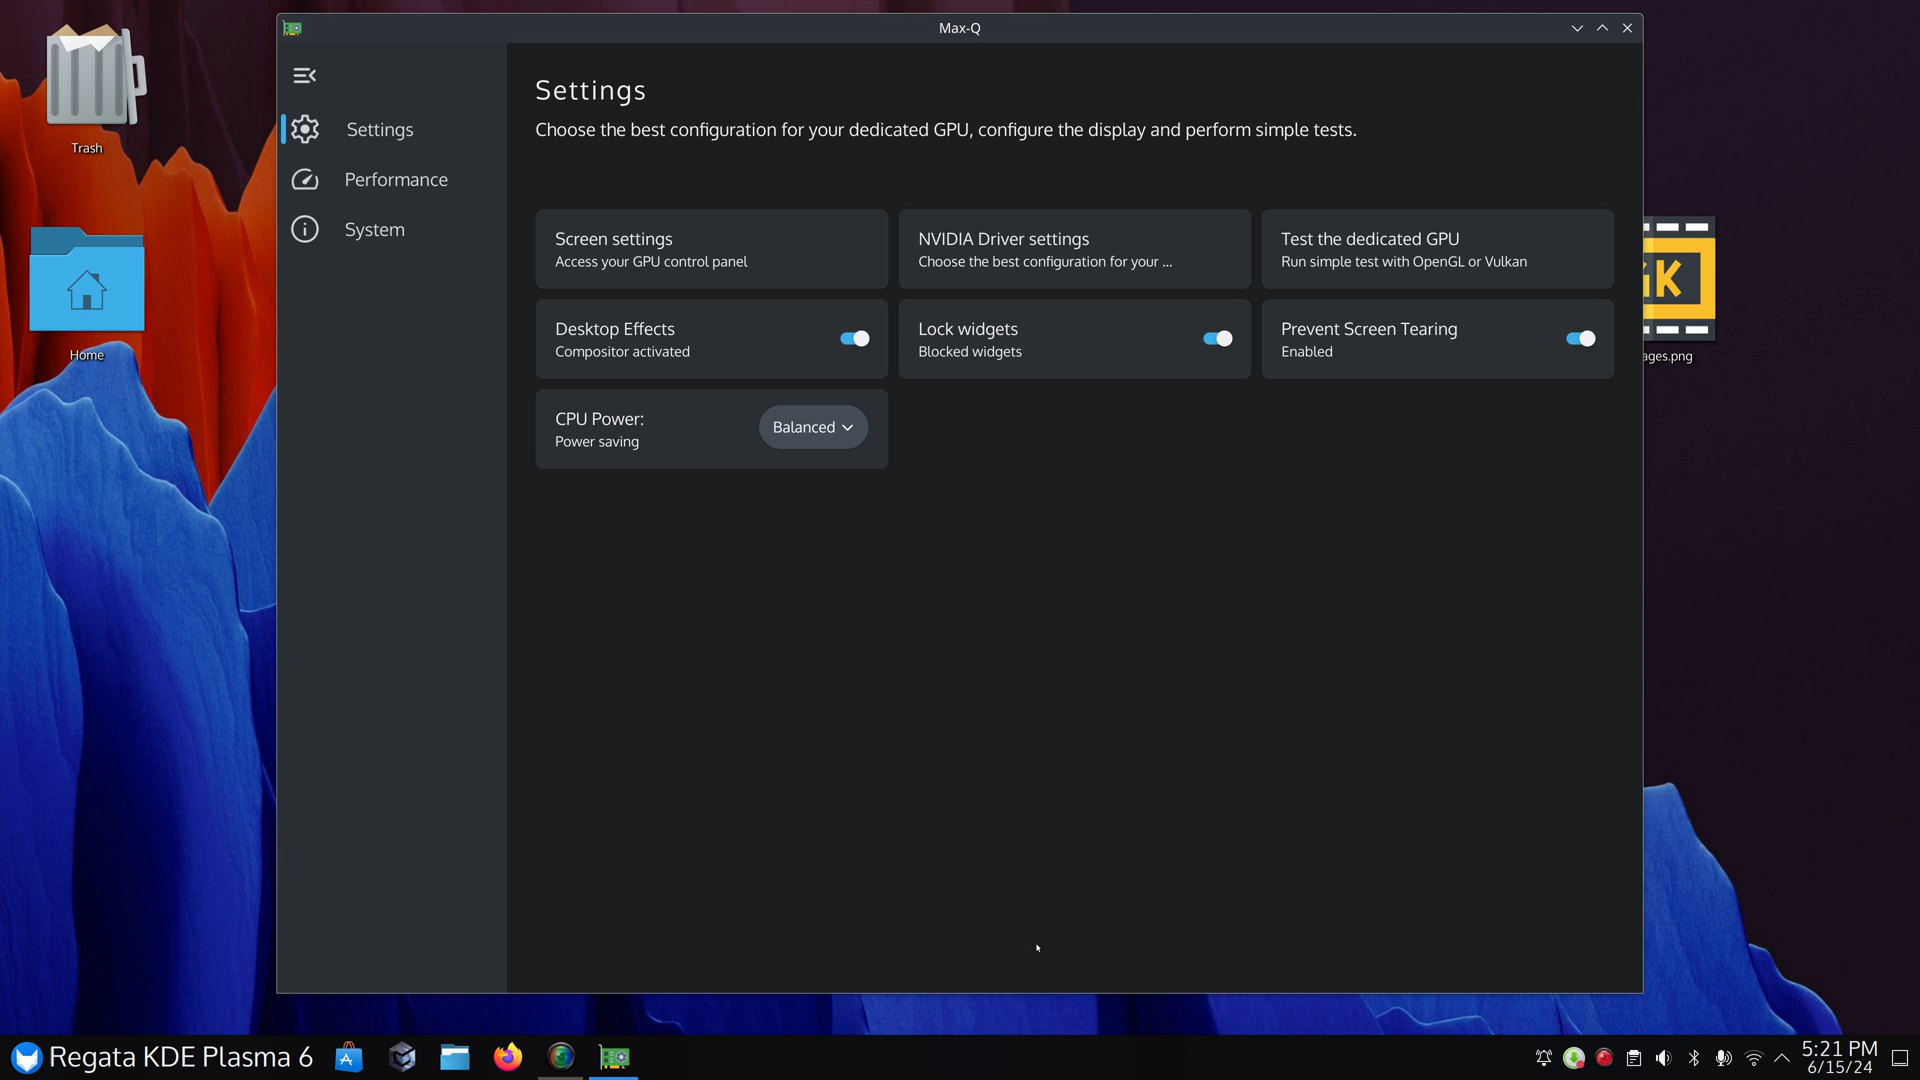 Max-Q
Trash
Home
Settings
Performance
System
Settings
Choose the best configuration for your dedicated GPU, configure the display and perform simple tests.
Screen settings
Access your GPU control panel
NVIDIA Driver settings
Choose the best configuration for your ...
Test the dedicated GPU
Run simple test with OpenGL or Vulkan
Desktop Effects
Compositor activated
Lock widgets
Blocked widgets
Prevent Screen Tearing
Enabled
CPU Power:
Power saving
Balanced
K
ages.png
Regata KDE Plasma 6
5:21 PM
6/15/24